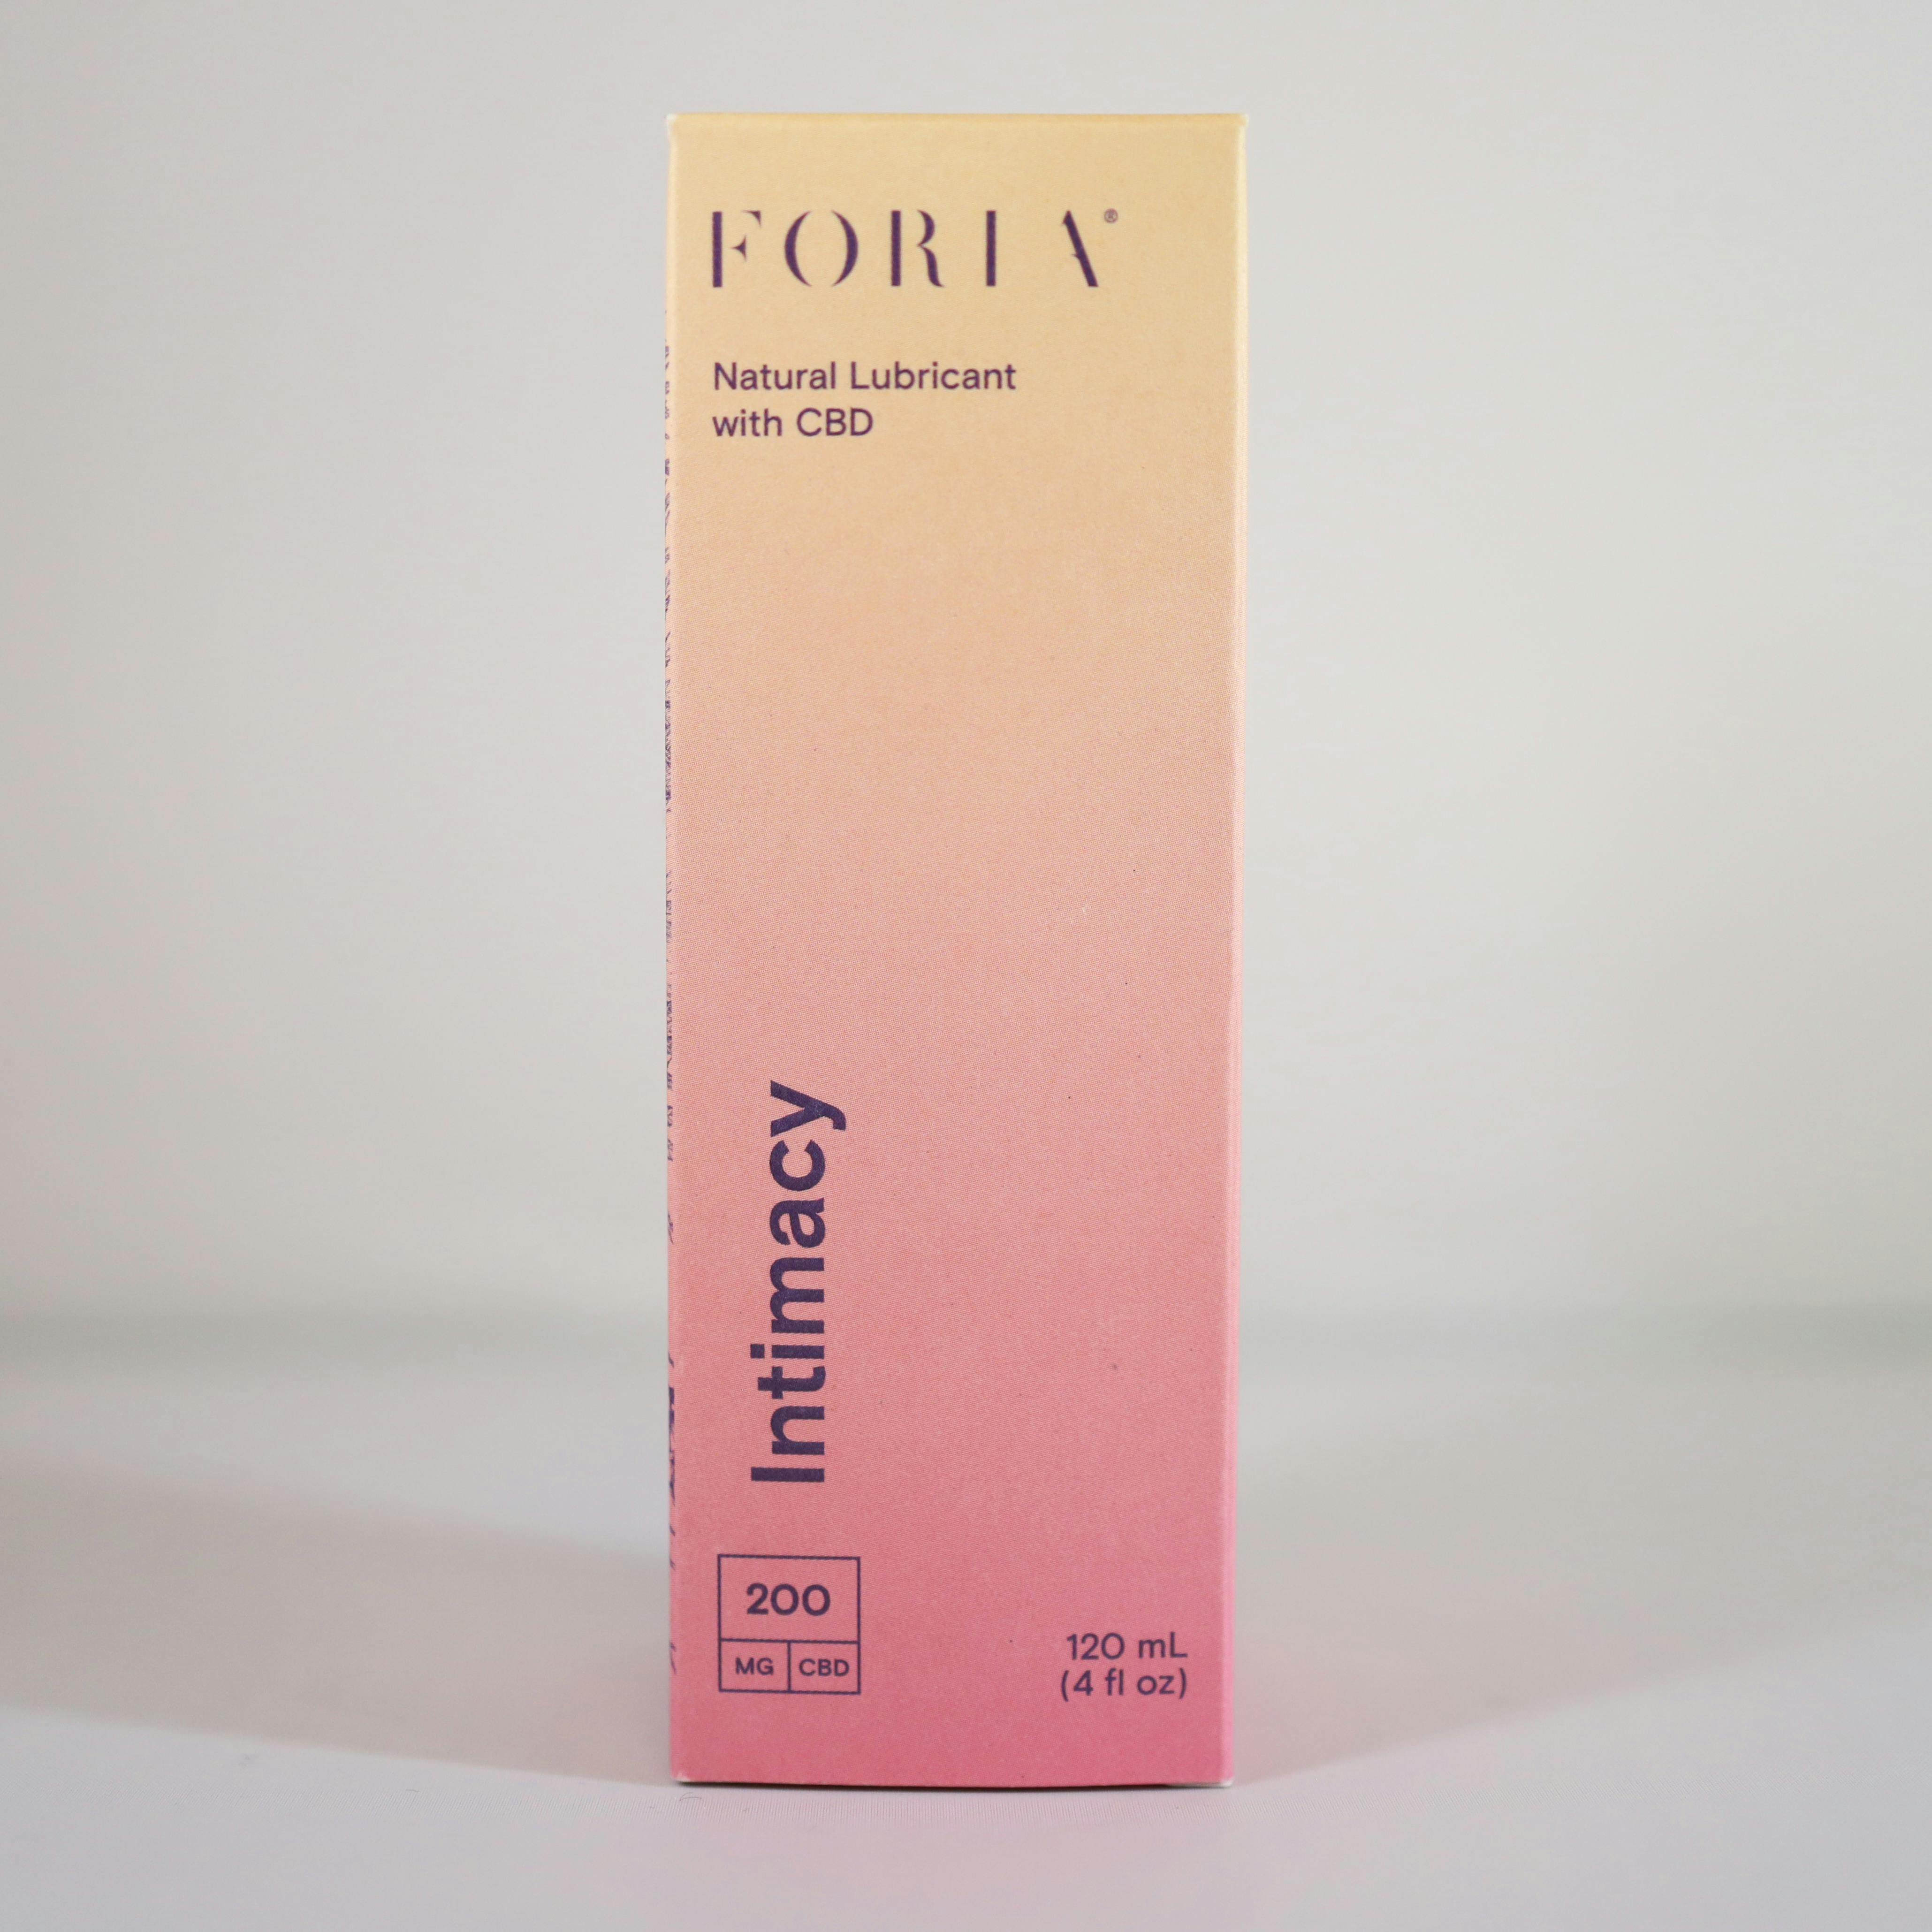 FORIA®
Natural Lubricant
with CBD
Intimacy
200
MG CBD
120 mL
(4 fl oz)